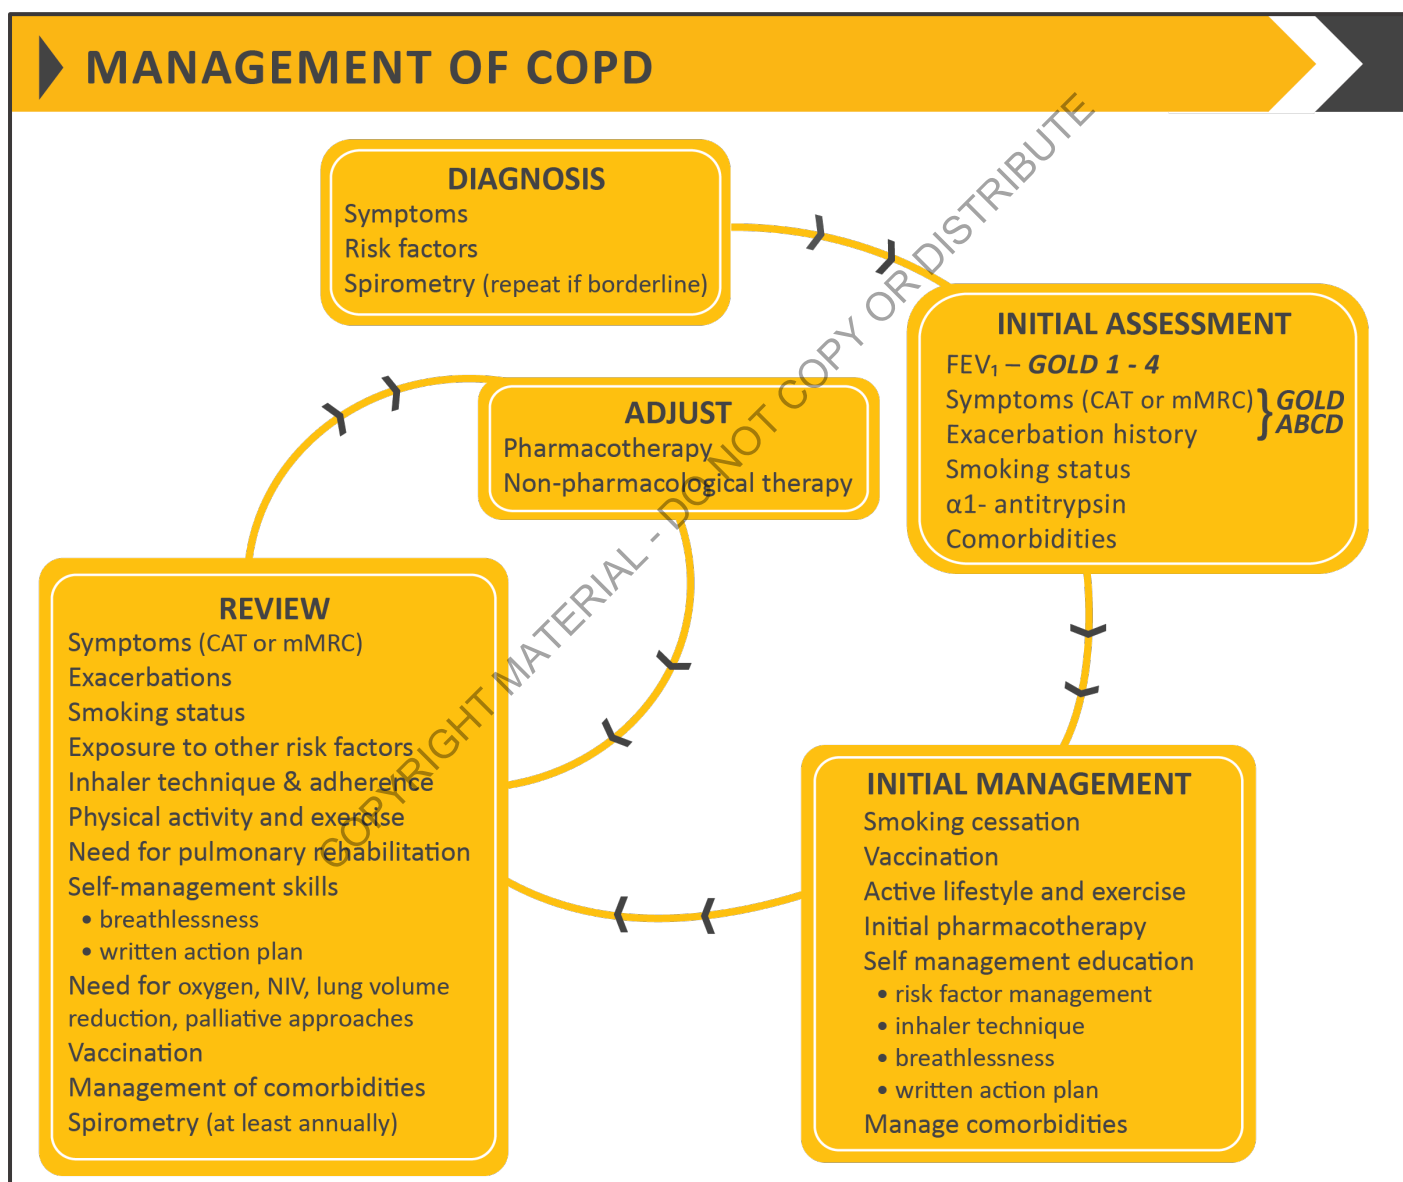 MANAGEMENT OF COPD
DIAGNOSIS
Symptoms
Risk factors
Spirometry (repeat if borderline)
INITIAL ASSESSMENT
FEV₁ – GOLD 1 - 4
Symptoms (CAT or mMRC) } GOLD
Exacerbation history ABCD
Smoking status
α1- antitrypsin
Comorbidities
ADJUST
Pharmacotherapy
Non-pharmacological therapy
REVIEW
Symptoms (CAT or mMRC)
Exacerbations
Smoking status
Exposure to other risk factors
Inhaler technique & adherence
Physical activity and exercise
Need for pulmonary rehabilitation
Self-management skills
• breathlessness
• written action plan
Need for oxygen, NIV, lung volume
reduction, palliative approaches
Vaccination
Management of comorbidities
Spirometry (at least annually)
INITIAL MANAGEMENT
Smoking cessation
Vaccination
Active lifestyle and exercise
Initial pharmacotherapy
Self management education
• risk factor management
• inhaler technique
• breathlessness
• written action plan
Manage comorbidities
COPYRIGHT MATERIAL - DO NOT COPY OR DISTRIBUTE